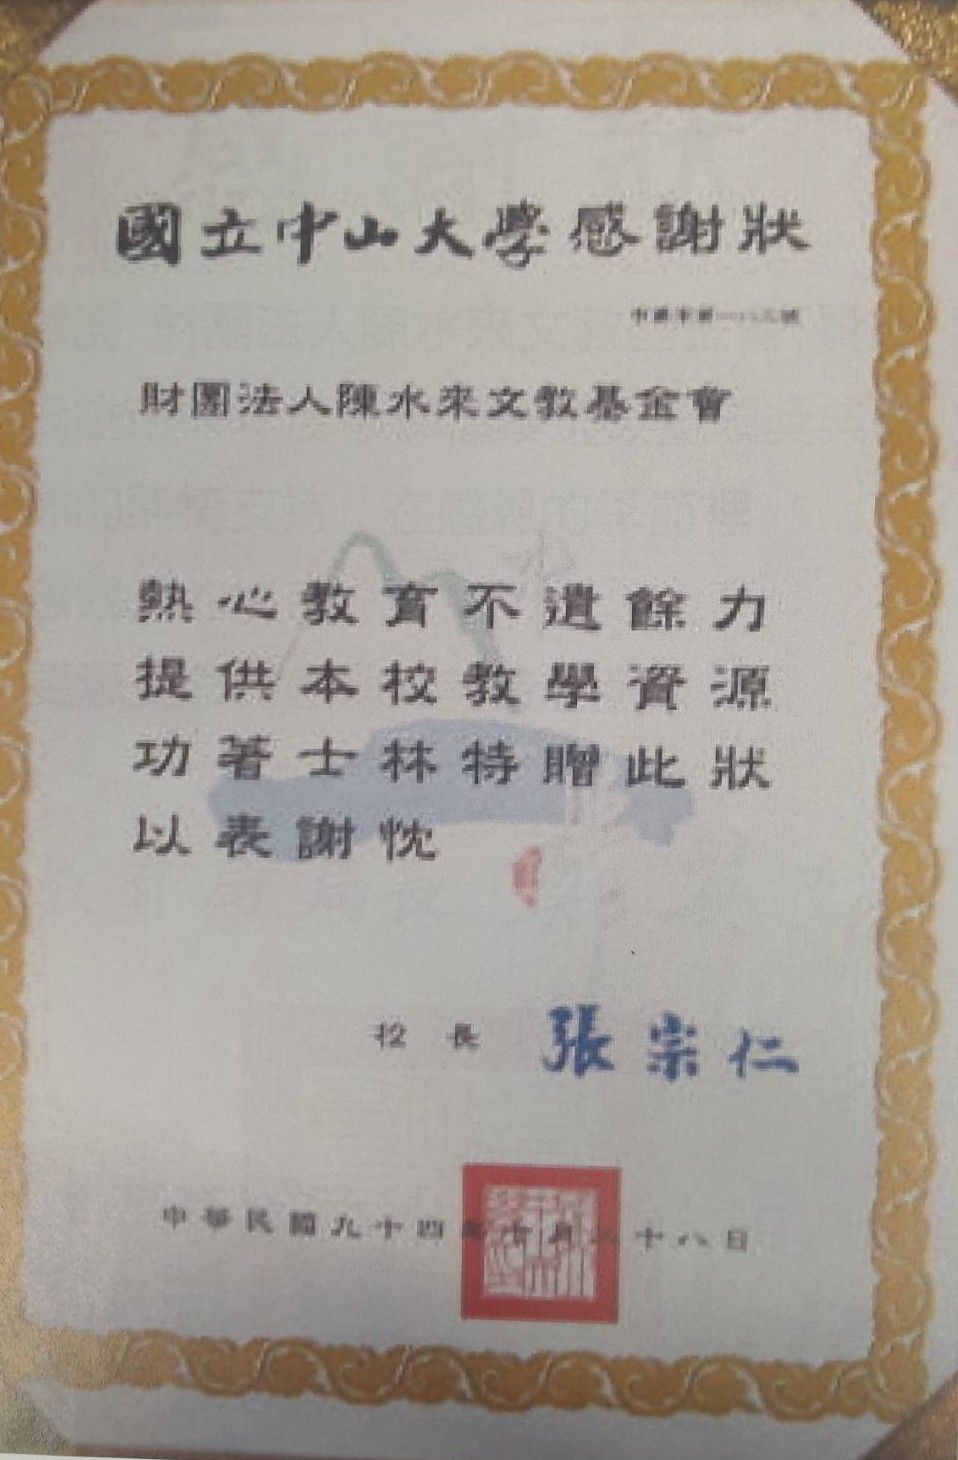 國立中山大學感謝狀
財團法人陳水來文教基金會
熱心教育不遺餘力
提供本校教學資源
功著士林特贈此狀
以表謝忱
校長 張宗仁
中華民國九十四年十月二十八日